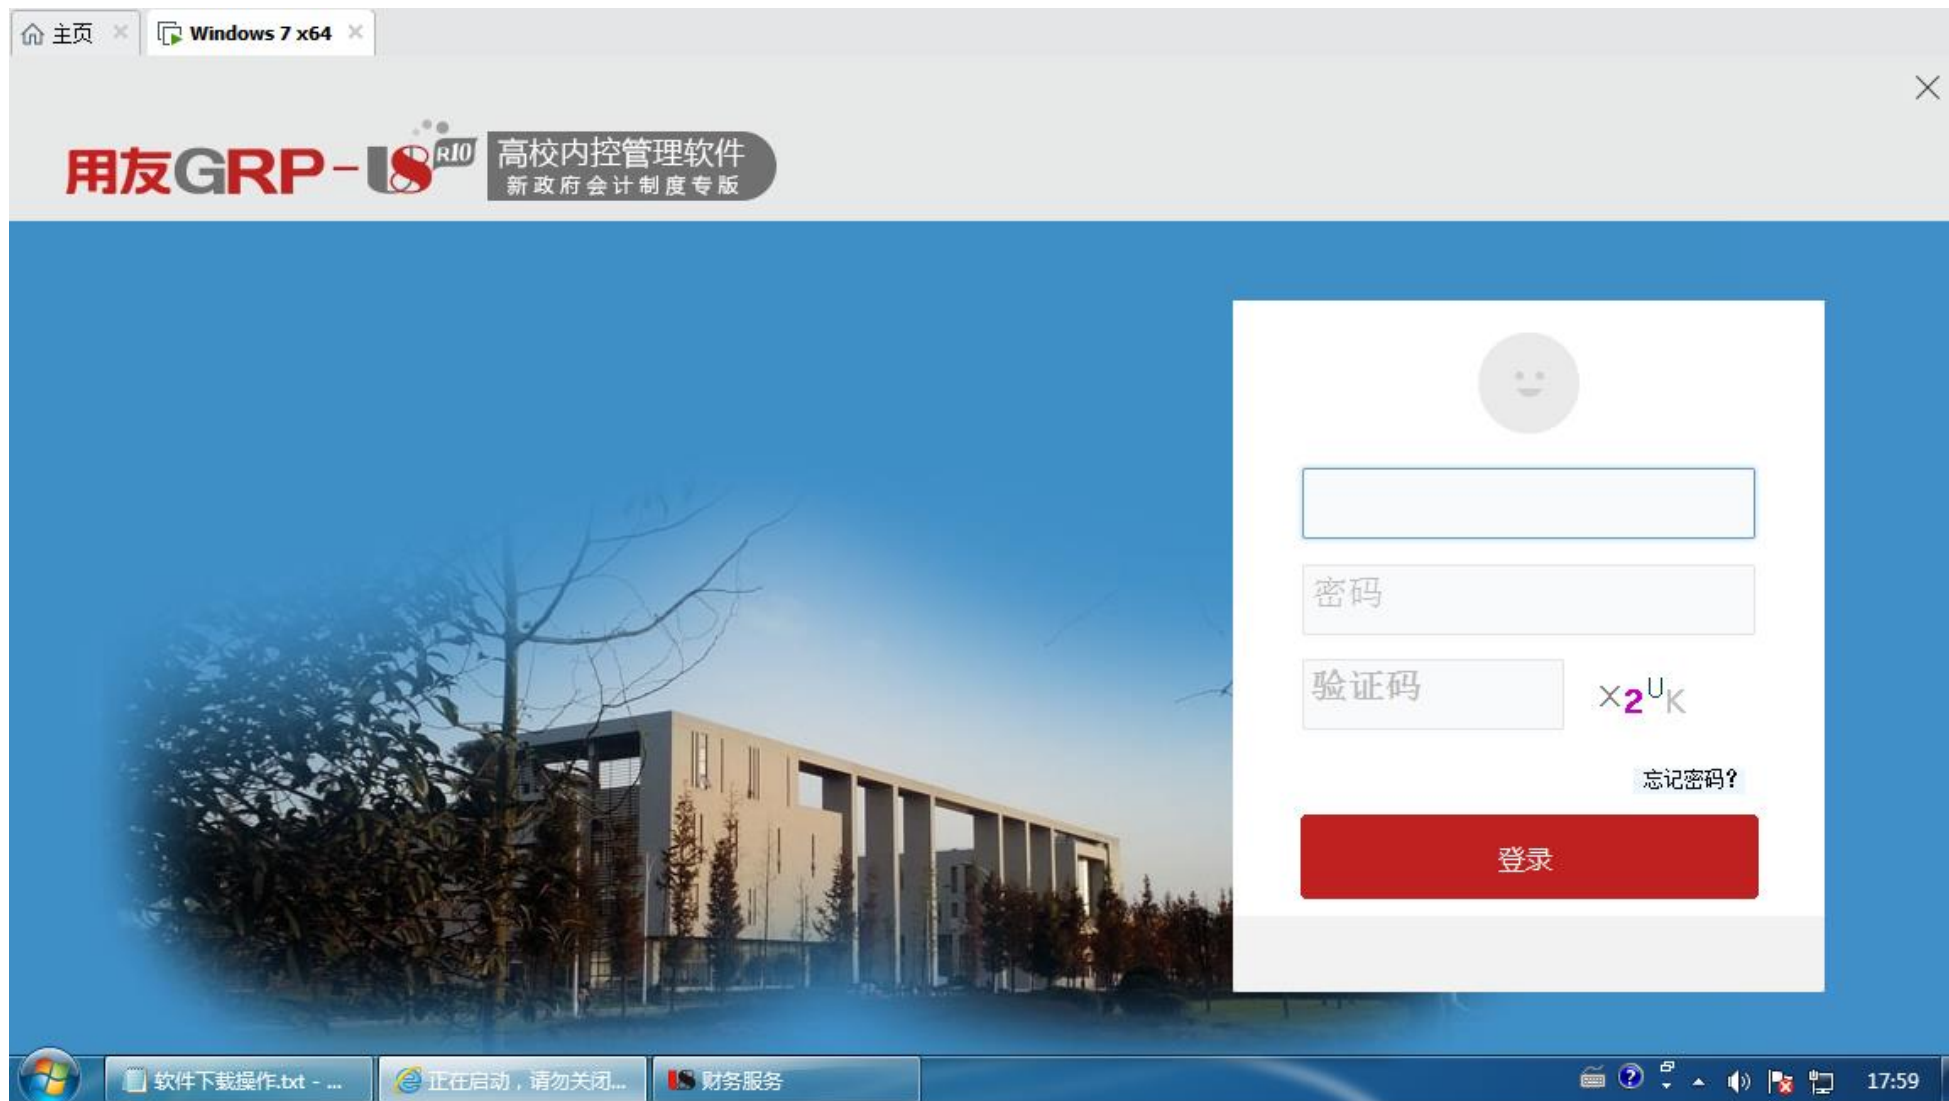 主页
Windows 7 x64
用友GRP-U8 R10
高校内控管理软件
新政府会计制度专版
密码
验证码
X2UK
忘记密码?
登录
软件下载操作.txt - ...
正在启动，请勿关闭...
U8 财务服务
17:59